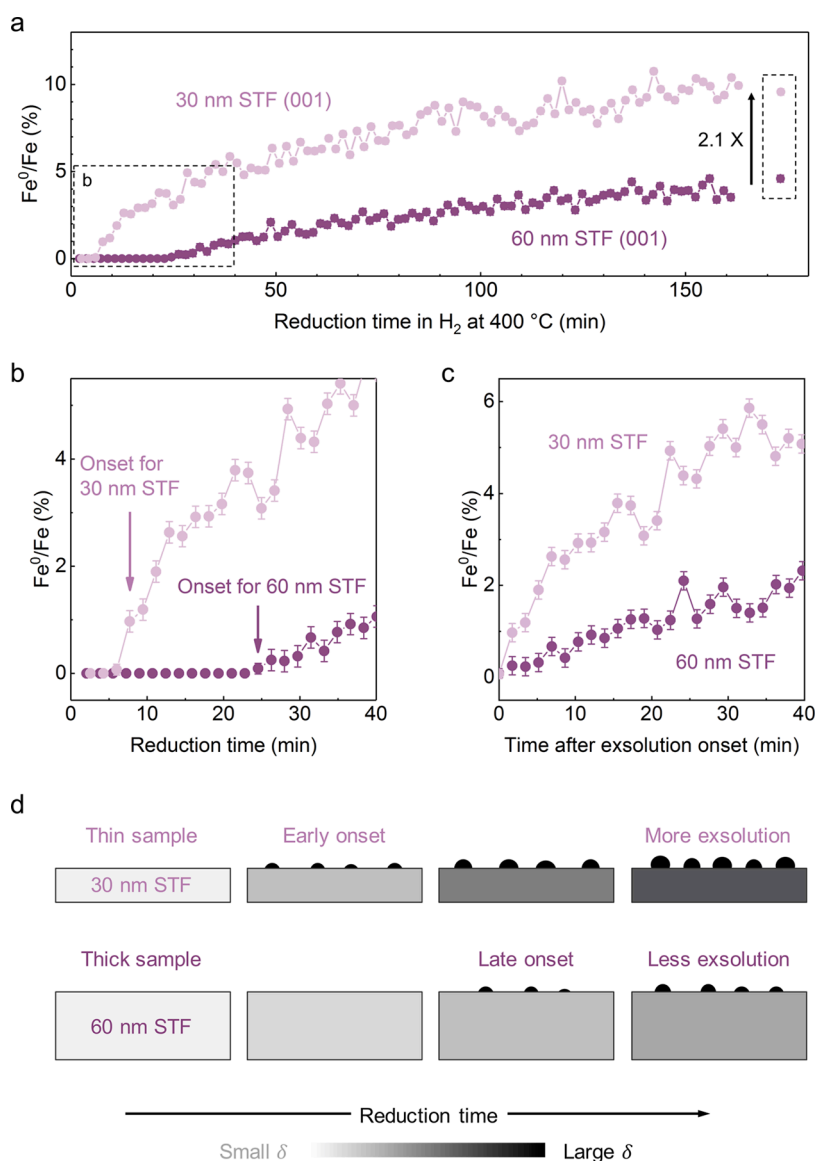 a
10
5
0
Fe⁰/Fe (%)
30 nm STF (001)
60 nm STF (001)
2.1 X
b
0 50 100 150
Reduction time in H₂ at 400 °C (min)
b
4
2
0
Fe⁰/Fe (%)
Onset for
30 nm STF
Onset for 60 nm STF
0 10 20 30 40
Reduction time (min)
c
6
4
2
0
Fe⁰/Fe (%)
30 nm STF
60 nm STF
0 10 20 30 40
Time after exsolution onset (min)
d
Thin sample Early onset More exsolution
30 nm STF
Thick sample Late onset Less exsolution
60 nm STF
Reduction time
Small δ Large δ